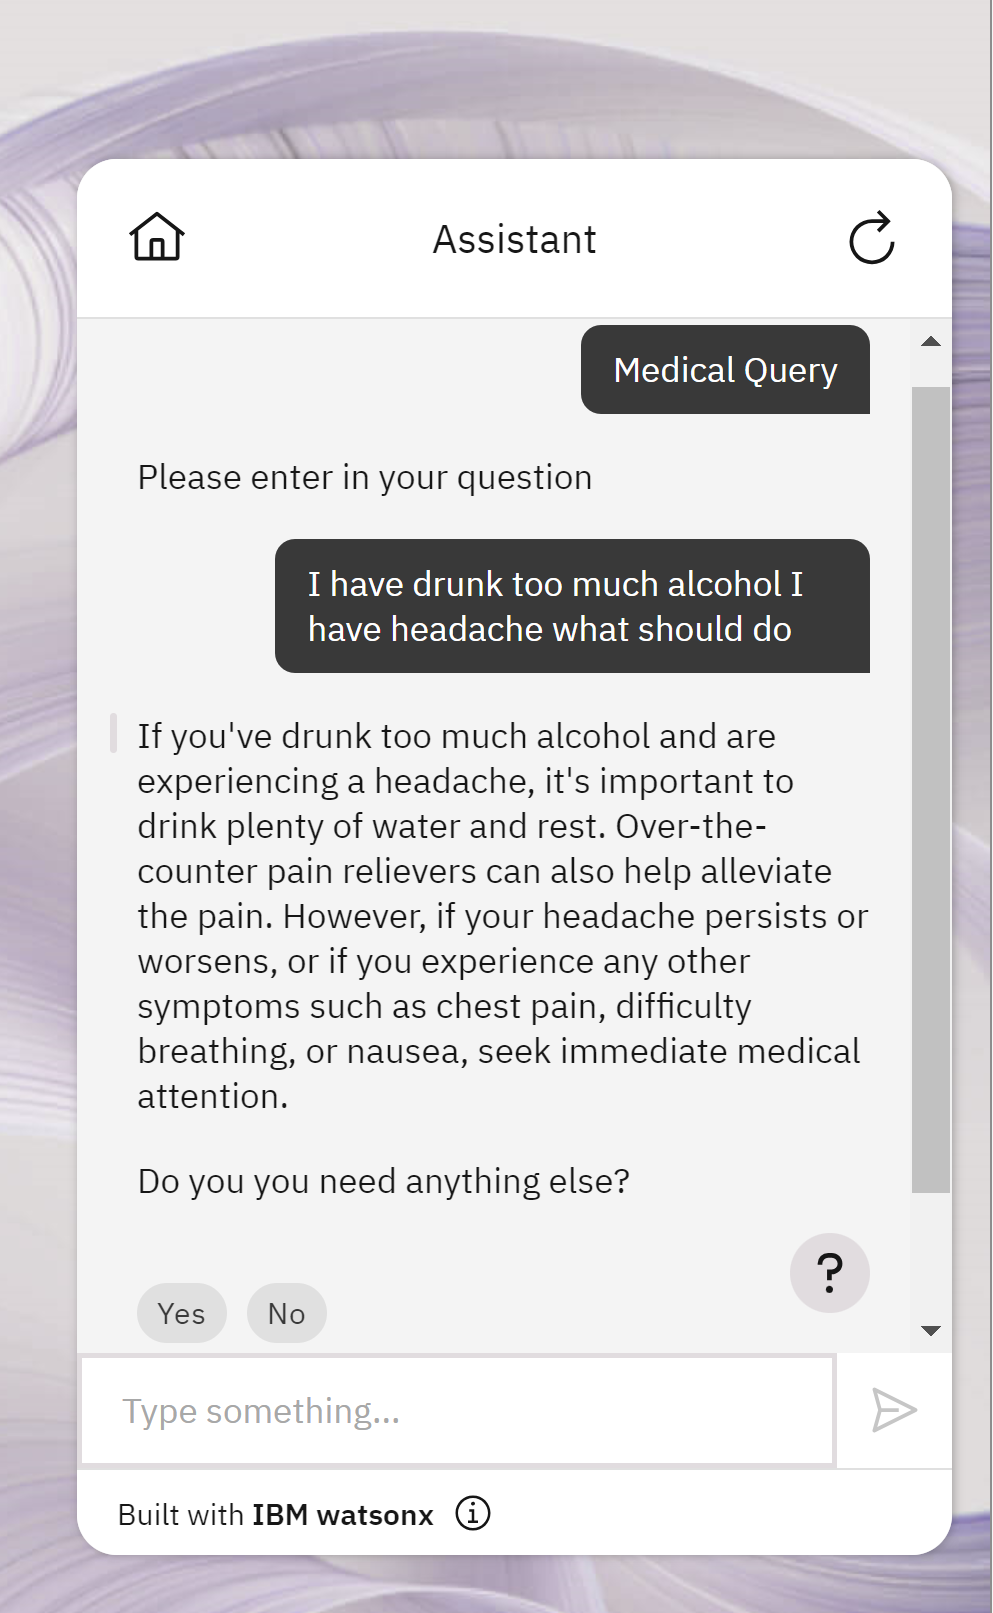 Assistant
Medical Query
Please enter in your question
I have drunk too much alcohol I
have headache what should do
If you've drunk too much alcohol and are
experiencing a headache, it's important to
drink plenty of water and rest. Over-the-
counter pain relievers can also help alleviate
the pain. However, if your headache persists or
worsens, or if you experience any other
symptoms such as chest pain, difficulty
breathing, or nausea, seek immediate medical
attention.
Do you you need anything else?
?
Yes No
Type something...
Built with IBM watsonx